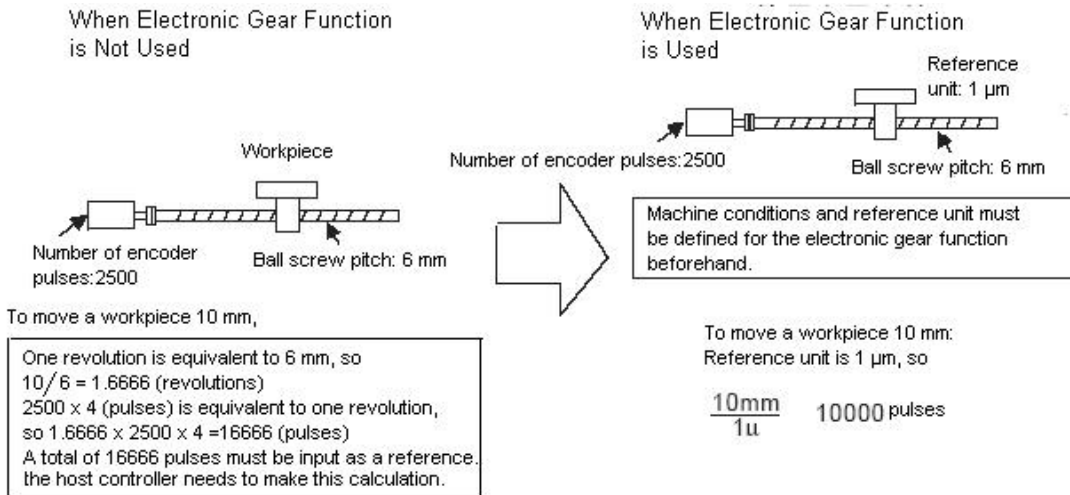 When Electronic Gear Function
is Not Used
Workpiece
Number of encoder
pulses:2500
Ball screw pitch: 6 mm
To move a workpiece 10 mm,
One revolution is equivalent to 6 mm, so
10/6 = 1.6666 (revolutions)
2500 x 4 (pulses) is equivalent to one revolution,
so 1.6666 x 2500 x 4 =16666 (pulses)
A total of 16666 pulses must be input as a reference.
the host controller needs to make this calculation.
When Electronic Gear Function
is Used
Reference
unit: 1 μm
Number of encoder pulses:2500
Ball screw pitch: 6 mm
Machine conditions and reference unit must
be defined for the electronic gear function
beforehand.
To move a workpiece 10 mm:
Reference unit is 1 μm, so
10mm
1u
10000 pulses